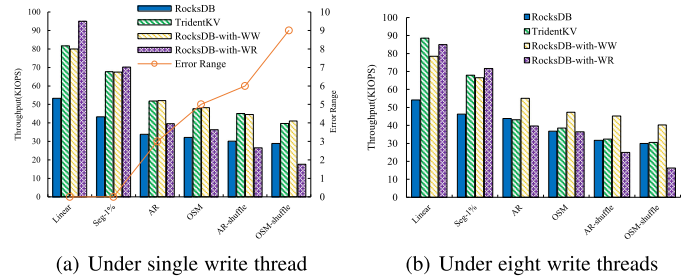 100
90
80
70
60
50
40
30
20
10
0
Throughput(KIOPS)
RocksDB
TridentKV
RocksDB-with-WW
RocksDB-with-WR
Error Range
10
9
8
7
6
5
4
3
2
1
0
Error Range
Linear
Seg-1%
AR
OSM
AR-shuffle
OSM-shuffle
(a) Under single write thread
100
90
80
70
60
50
40
30
20
10
0
Throughput(KIOPS)
RocksDB
TridentKV
RocksDB-with-WW
RocksDB-with-WR
Linear
Seg-1%
AR
OSM
AR-shuffle
OSM-shuffle
(b) Under eight write threads